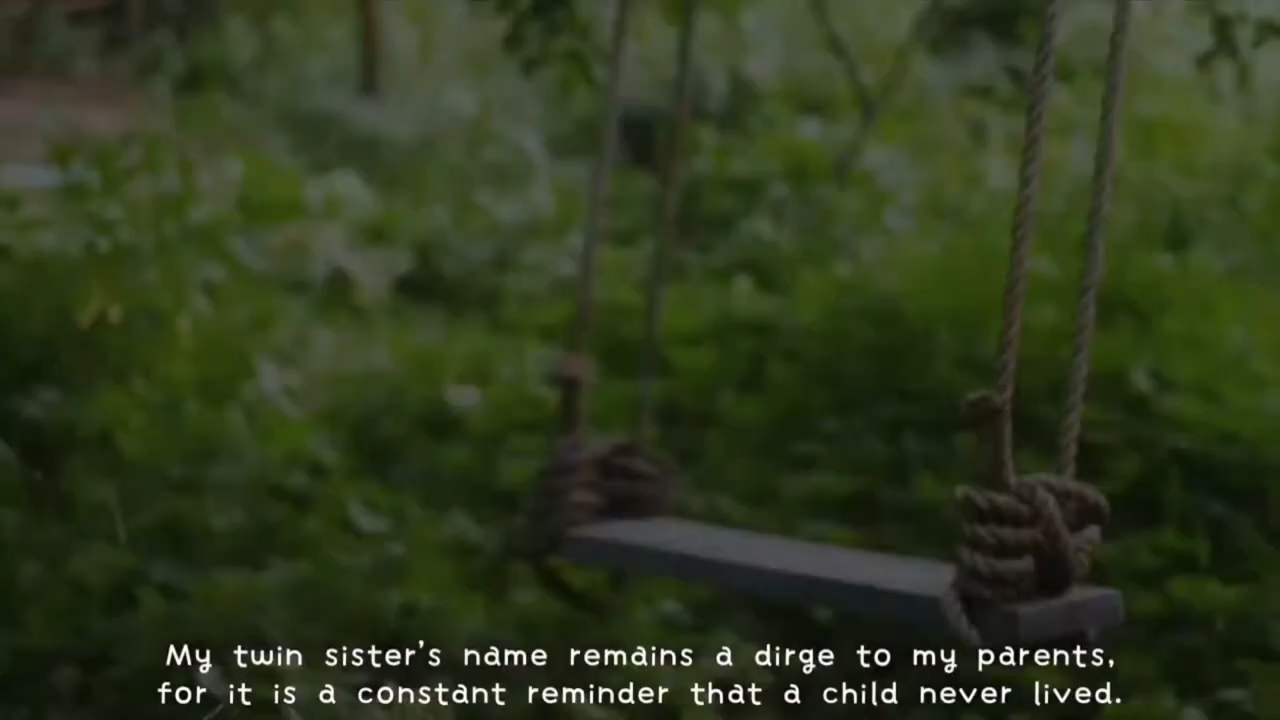 My twin sister's name remains a dirge to my parents,
for it is a constant reminder that a child never lived.